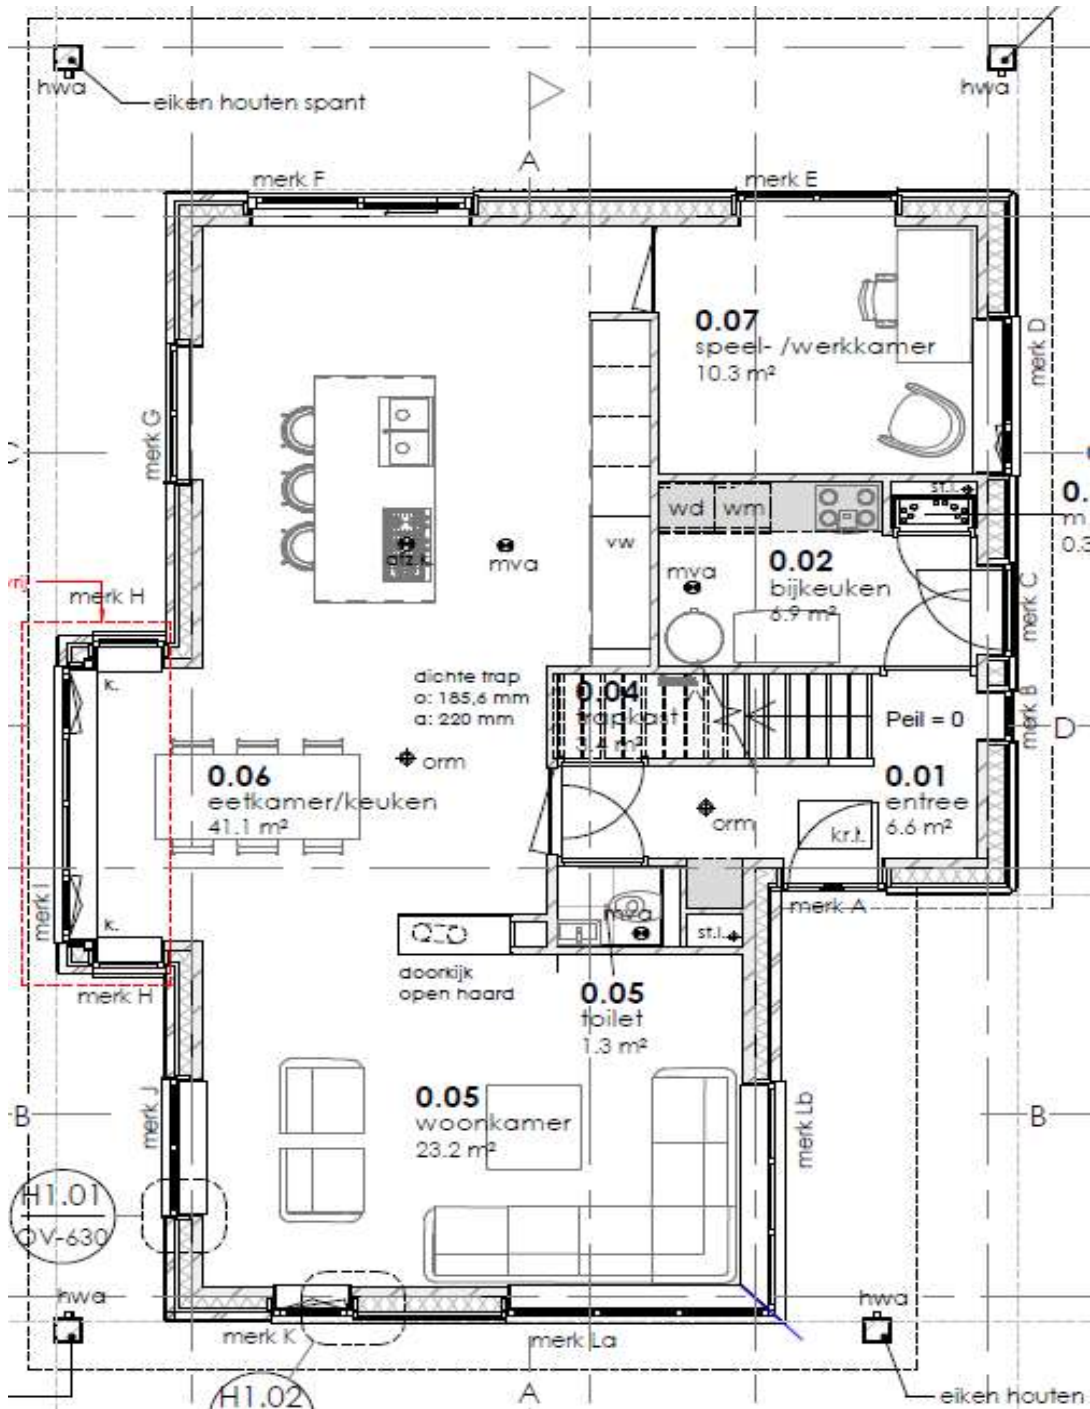 hwa
eiken houten spant
hwa
A
merk F
merk E
0.07
speel- /werkkamer
10.3 m²
merk D
merk G
wd
wm
st.l.
0.
m
0.3
vw
mva
0.02
bijkeuken
6.9 m²
mva
merk C
merk H
k.
dichte trap
o: 185,6 mm
a: 220 mm
0.04
trapkast
Peil = 0
merk B
D
orm
0.06
eetkamer/keuken
41.1 m²
0.01
entree
6.6 m²
orm
kr.l.
merk I
k.
merk A
mva
st.l.
doorkijk
open haard
merk H
0.05
toilet
1.3 m²
B
merk J
0.05
woonkamer
23.2 m²
merk Lb
B
H1.01
OV-630
hwa
hwa
merk K
merk La
H1.02
A
eiken houten